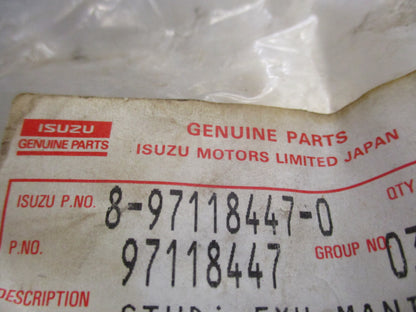 ISUZU
GENUINE PARTS
GENUINE PARTS
ISUZU MOTORS LIMITED JAPAN
ISUZU P.NO. 8-97118447-0 QTY
P.NO. 97118447 GROUP NO. 07
DESCRIPTION